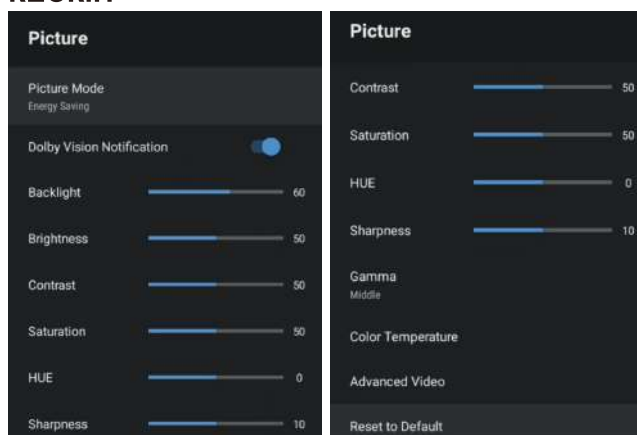 Picture
Picture Mode
Energy Saving
Dolby Vision Notification
Backlight 60
Brightness 50
Contrast 50
Saturation 50
HUE 0
Sharpness 10
Picture
Contrast 50
Saturation 50
HUE 0
Sharpness 10
Gamma
Middle
Color Temperature
Advanced Video
Reset to Default